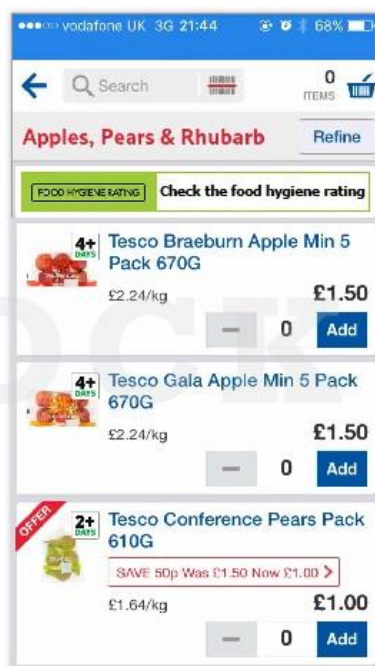 vodafone UK 3G 21:44 68%
Search 0
ITEMS
Apples, Pears & Rhubarb Refine
FOOD HYGIENE RATING Check the food hygiene rating
4+ DAYS Tesco Braeburn Apple Min 5
Pack 670G
£2.24/kg £1.50
— 0 Add
4+ DAYS Tesco Gala Apple Min 5 Pack
670G
£2.24/kg £1.50
— 0 Add
OFFER 2+ DAYS Tesco Conference Pears Pack
610G
SAVE 50p Was £1.50 Now £1.00 >
£1.64/kg £1.00
— 0 Add